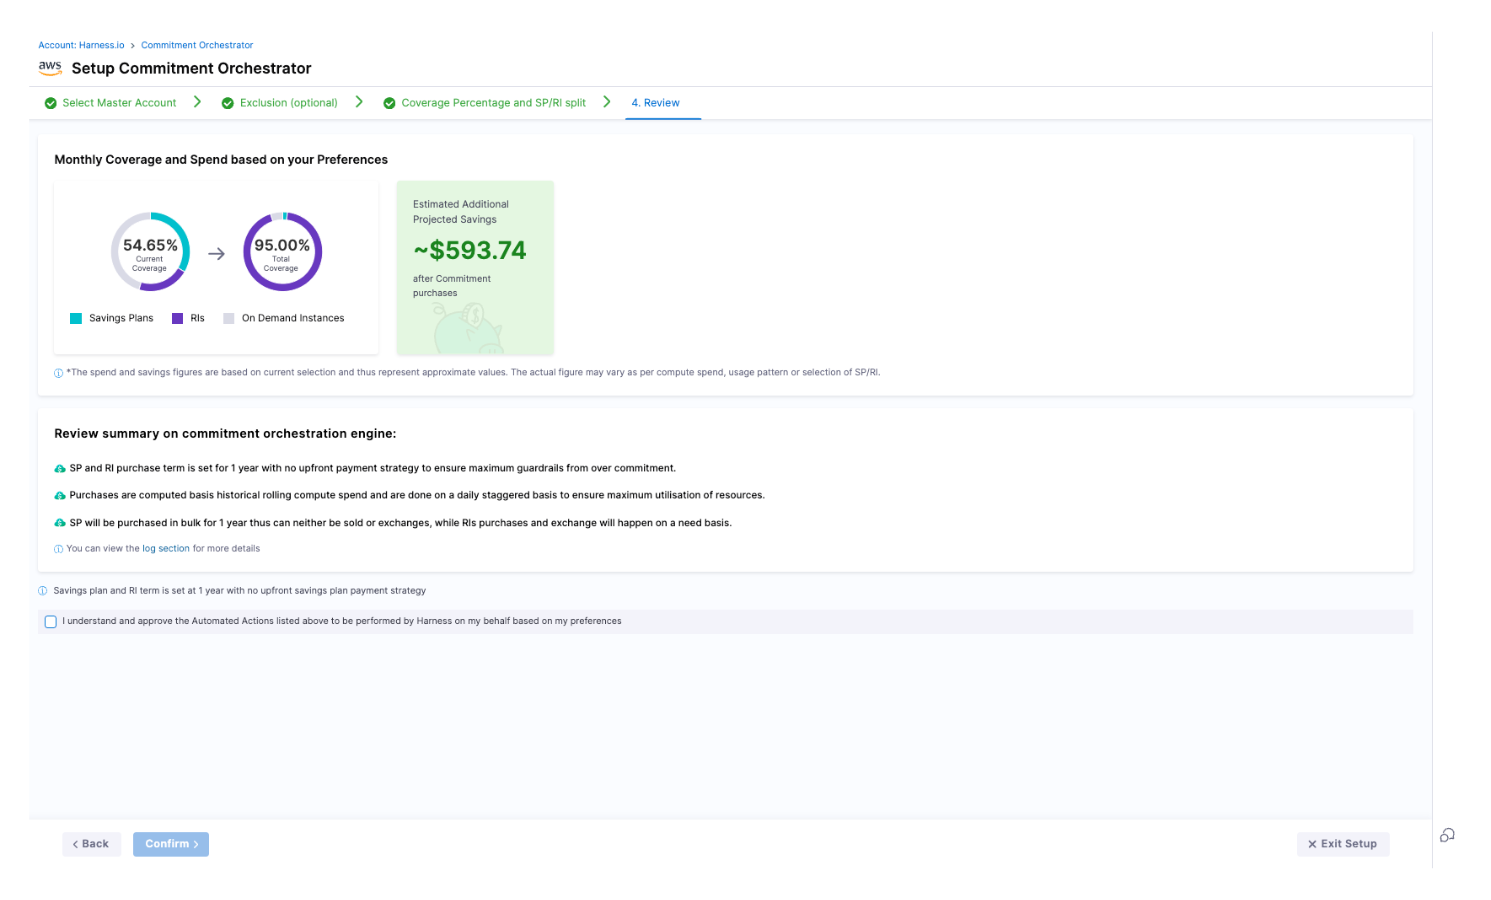 Account: Harness.io > Commitment Orchestrator
aws Setup Commitment Orchestrator
Select Master Account > Exclusion (optional) > Coverage Percentage and SP/RI split > 4. Review
Monthly Coverage and Spend based on your Preferences
54.65%
Current
Coverage
95.00%
Total
Coverage
Savings Plans RIs On Demand Instances
Estimated Additional
Projected Savings
~$593.74
after Commitment
purchases
*The spend and savings figures are based on current selection and thus represent approximate values. The actual figure may vary as per compute spend, usage pattern or selection of SP/RI.
Review summary on commitment orchestration engine:
SP and RI purchase term is set for 1 year with no upfront payment strategy to ensure maximum guardrails from over commitment.
Purchases are computed basis historical rolling compute spend and are done on a daily staggered basis to ensure maximum utilisation of resources.
SP will be purchased in bulk for 1 year thus can neither be sold or exchanges, while RIs purchases and exchange will happen on a need basis.
You can view the log section for more details
Savings plan and RI term is set at 1 year with no upfront savings plan payment strategy
I understand and approve the Automated Actions listed above to be performed by Harness on my behalf based on my preferences
< Back Confirm > × Exit Setup